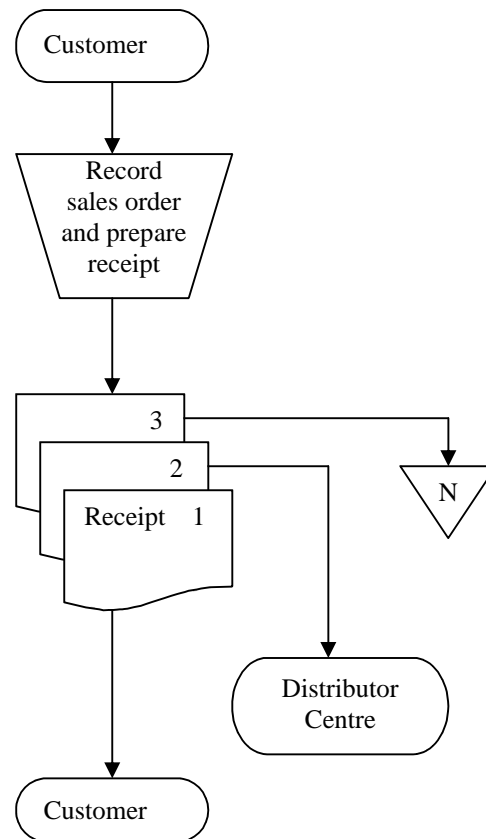 Customer
Record
sales order
and prepare
receipt
3
2
N
Receipt 1
Distributor
Centre
Customer